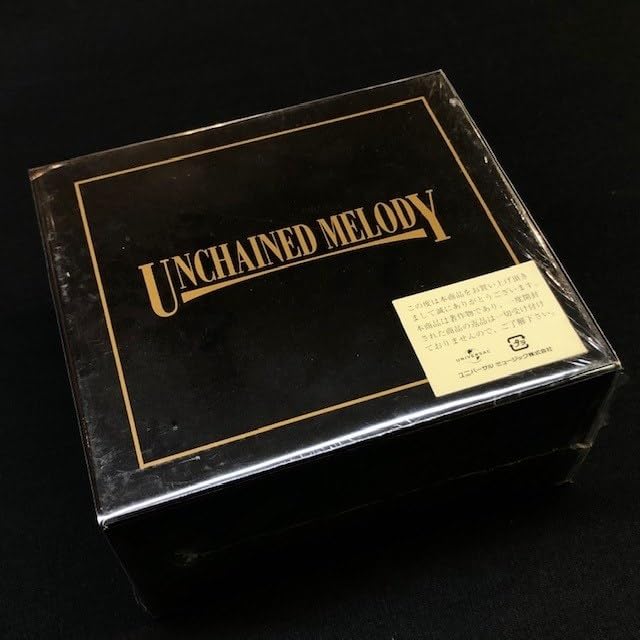 UNCHAINED MELODY
この度は本商品をお買い上げ頂き
まして誠にありがとうございます。
本商品は著作物であり、一度開封
された商品の返品は一切受け付け
ておりませんので、ご了解下さい。
UNIVERSAL
ユニバーサル ミュージック株式会社